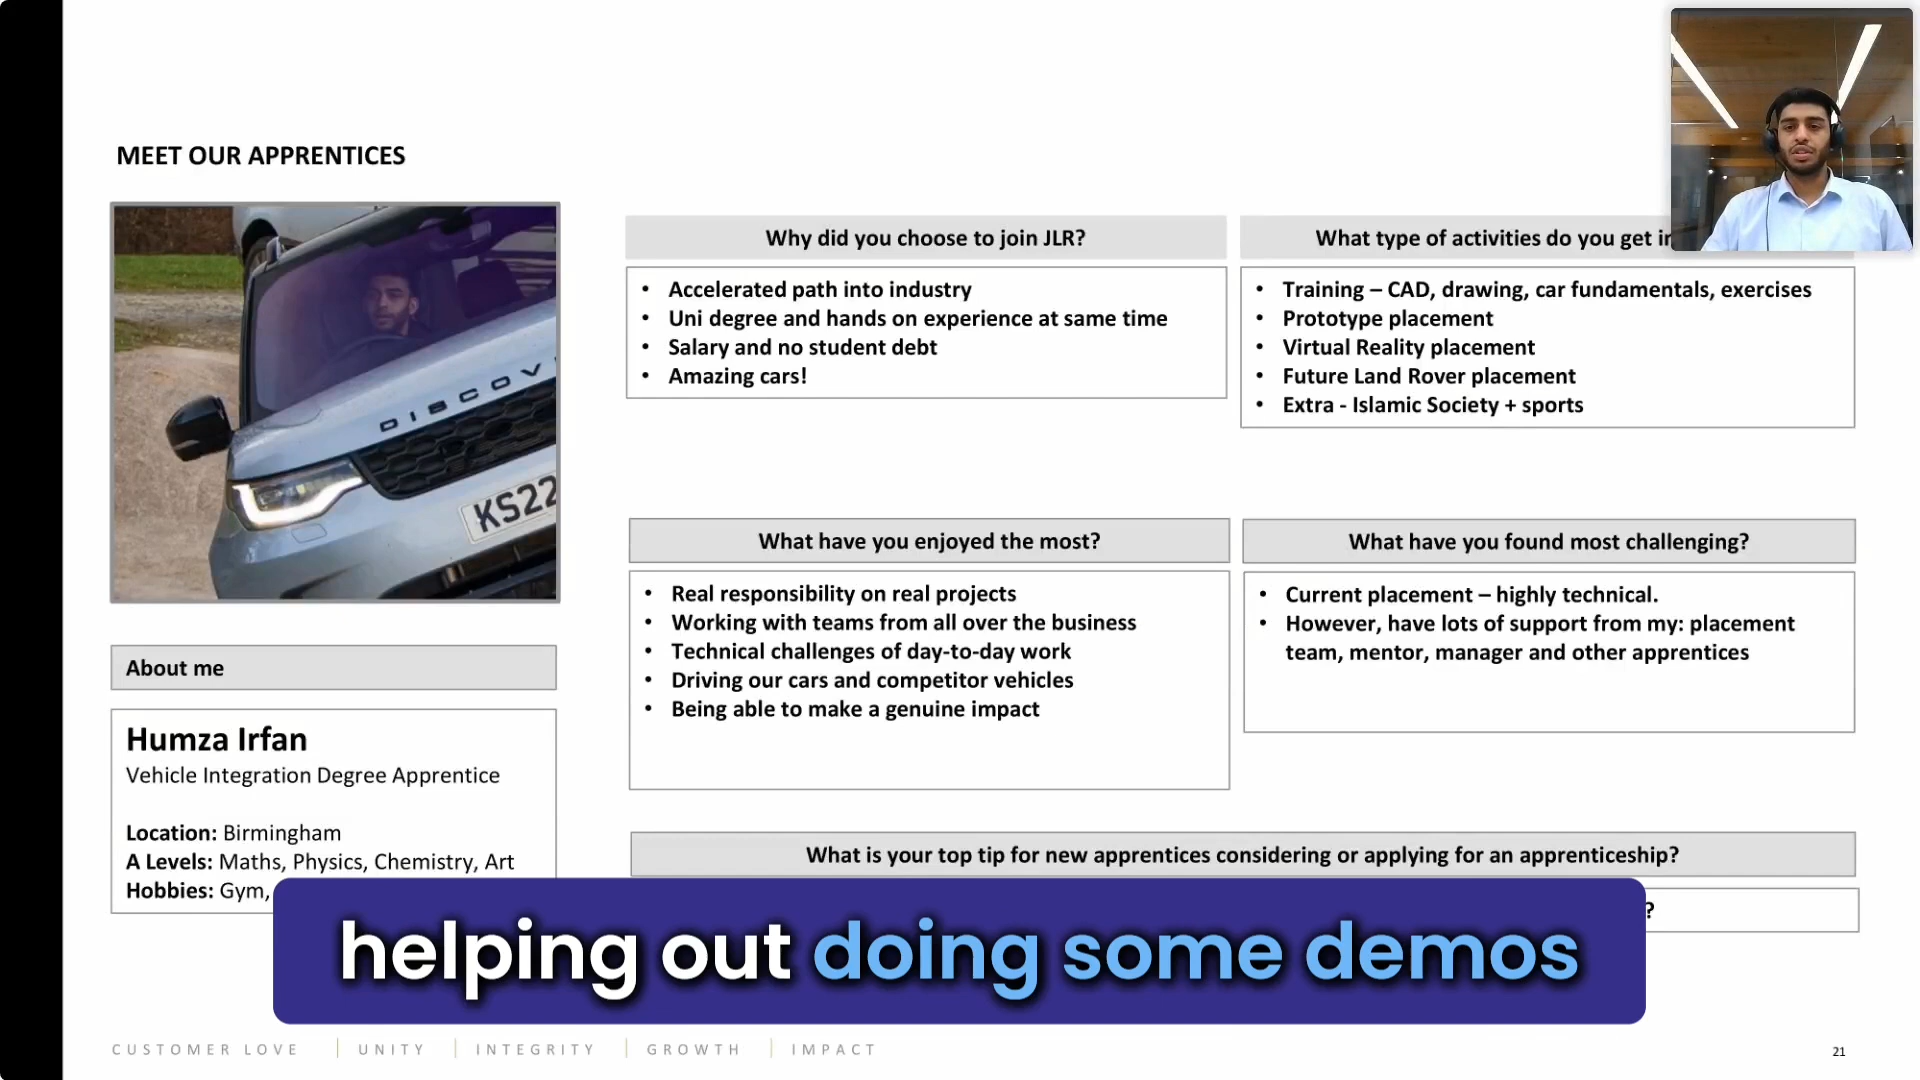 MEET OUR APPRENTICES
DISCOV
KS22
About me
Humza Irfan
Vehicle Integration Degree Apprentice
Location: Birmingham
A Levels: Maths, Physics, Chemistry, Art
Hobbies: Gym,
Why did you choose to join JLR?
• Accelerated path into industry
• Uni degree and hands on experience at same time
• Salary and no student debt
• Amazing cars!
What type of activities do you get
• Training – CAD, drawing, car fundamentals, exercises
• Prototype placement
• Virtual Reality placement
• Future Land Rover placement
• Extra - Islamic Society + sports
What have you enjoyed the most?
• Real responsibility on real projects
• Working with teams from all over the business
• Technical challenges of day-to-day work
• Driving our cars and competitor vehicles
• Being able to make a genuine impact
What have you found most challenging?
• Current placement – highly technical.
• However, have lots of support from my: placement
team, mentor, manager and other apprentices
What is your top tip for new apprentices considering or applying for an apprenticeship?
?
helping out doing some demos
CUSTOMER LOVE | UNITY | INTEGRITY | GROWTH | IMPACT
21